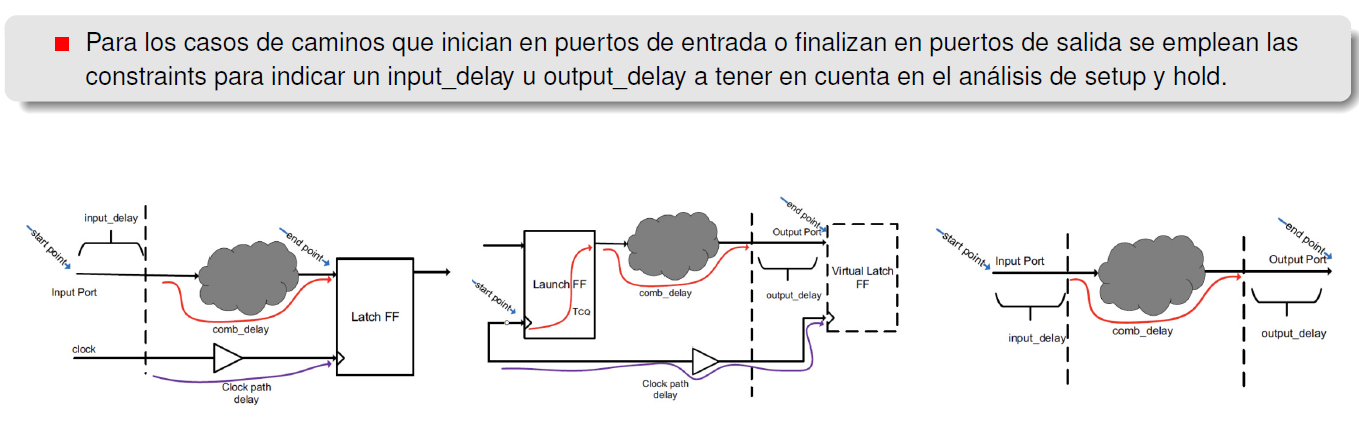 Para los casos de caminos que inician en puertos de entrada o finalizan en puertos de salida se emplean las
constraints para indicar un input_delay u output_delay a tener en cuenta en el análisis de setup y hold.
input_delay
start point
end point
Input Port
comb_delay
Latch FF
clock
Clock path
delay
end point
Output Port
start point
Launch FF
TCQ
comb_delay
output_delay
Virtual Latch
FF
Clock path
delay
start point
Input Port
end point
Output Port
input_delay
comb_delay
output_delay